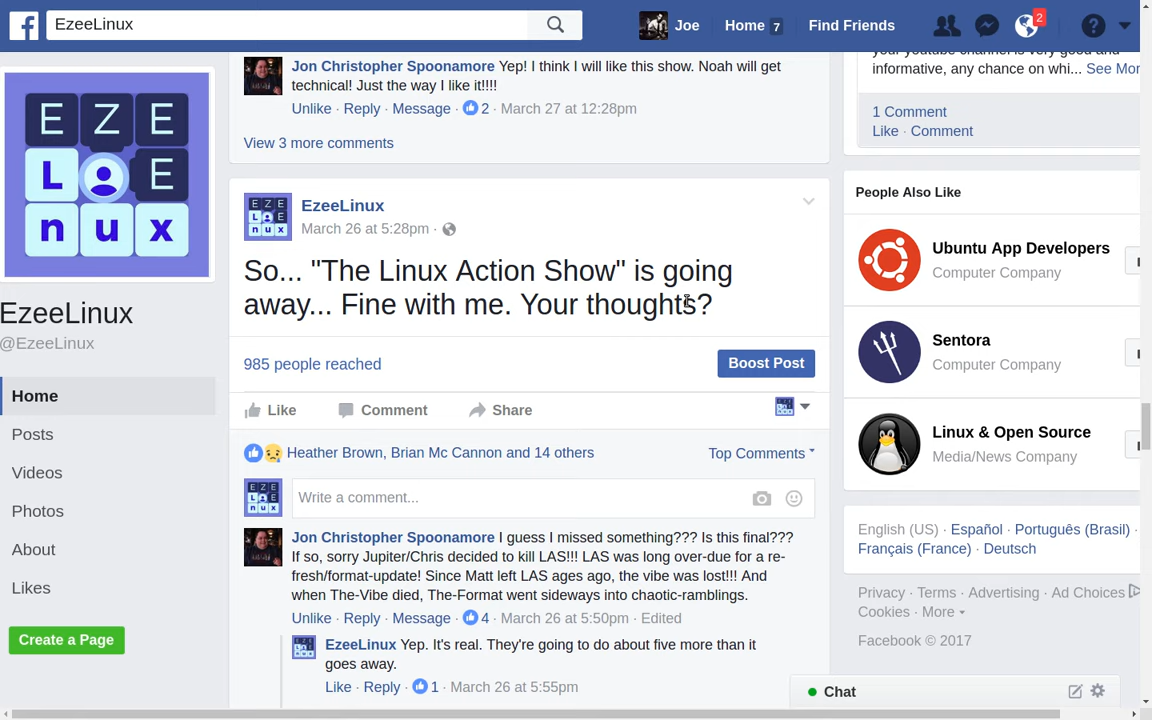 EzeeLinux
Joe
Home 7
Find Friends
2
EZE
L E
nux
EzeeLinux
@EzeeLinux
Home
Posts
Videos
Photos
About
Likes
Create a Page
Jon Christopher Spoonamore Yep! I think I will like this show. Noah will get
technical! Just the way I like it!!!!
Unlike · Reply · Message · 2 · March 27 at 12:28pm
View 3 more comments
EzeeLinux
March 26 at 5:28pm ·
So... "The Linux Action Show" is going
away... Fine with me. Your thoughts?
985 people reached
Boost Post
Like Comment Share
Heather Brown, Brian Mc Cannon and 14 others
Top Comments
Write a comment...
Jon Christopher Spoonamore I guess I missed something??? Is this final???
If so, sorry Jupiter/Chris decided to kill LAS!!! LAS was long over-due for a re-
fresh/format-update! Since Matt left LAS ages ago, the vibe was lost!!! And
when The-Vibe died, The-Format went sideways into chaotic-ramblings.
Unlike · Reply · Message · 4 · March 26 at 5:50pm · Edited
EzeeLinux Yep. It's real. They're going to do about five more than it
goes away.
Like · Reply · 1 · March 26 at 5:55pm
informative, any chance on whi... See Mor
1 Comment
Like · Comment
People Also Like
Ubuntu App Developers
Computer Company
Sentora
Computer Company
Linux & Open Source
Media/News Company
English (US) · Español · Português (Brasil) ·
Français (France) · Deutsch
Privacy · Terms · Advertising · Ad Choices
Cookies · More
Facebook © 2017
Chat